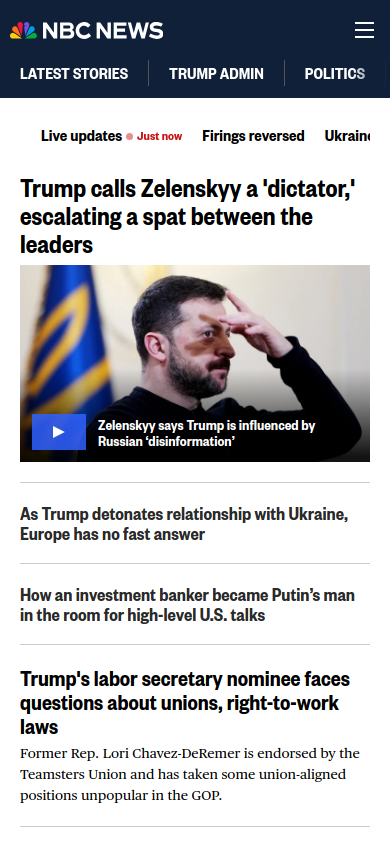 NBC NEWS
LATEST STORIES
TRUMP ADMIN
POLITICS
Live updates
Just now
Firings reversed
Trump calls Zelenskyy a 'dictator,'
escalating a spat between the
leaders
Zelenskyy says Trump is influenced by
Russian ‘disinformation’
As Trump detonates relationship with Ukraine,
Europe has no fast answer
How an investment banker became Putin’s man
in the room for high-level U.S. talks
Trump's labor secretary nominee faces
questions about unions, right-to-work
laws
Former Rep. Lori Chavez-DeRemer is endorsed by the
Teamsters Union and has taken some union-aligned
positions unpopular in the GOP.